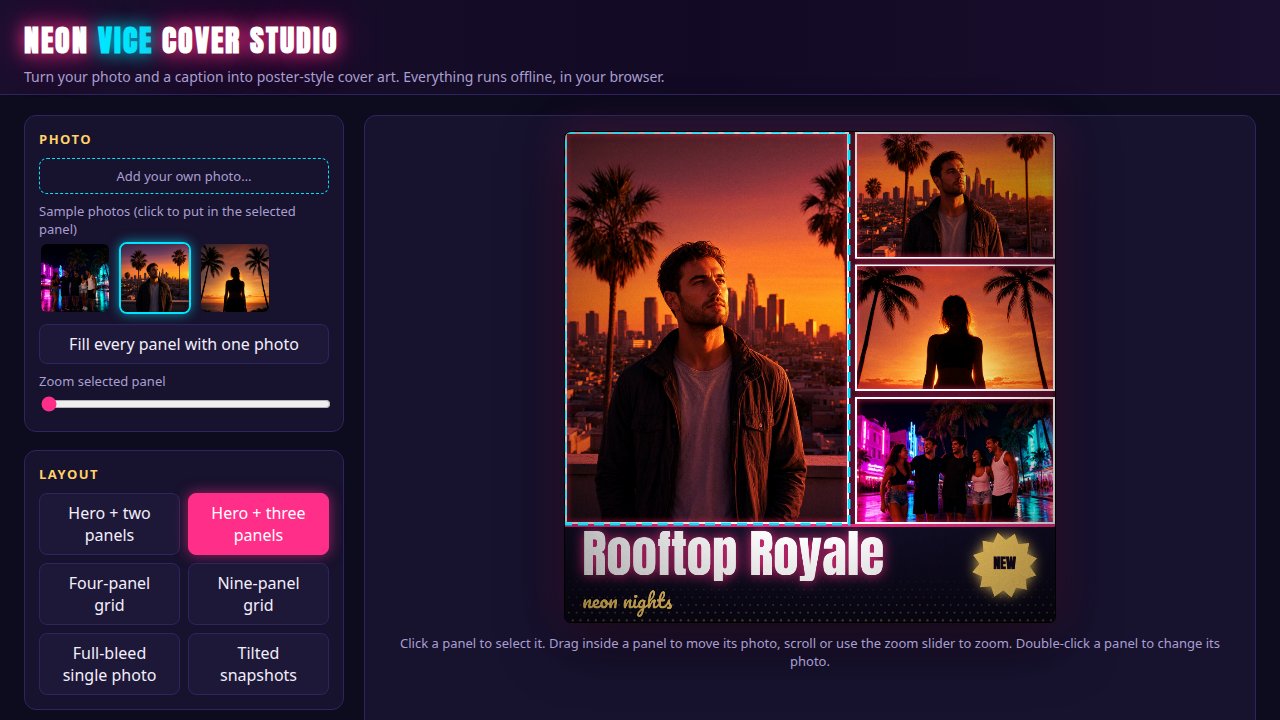 NEON VICE COVER STUDIO
Turn your photo and a caption into poster-style cover art. Everything runs offline, in your browser.
PHOTO
Add your own photo...
Sample photos (click to put in the selected
panel)
Fill every panel with one photo
Zoom selected panel
LAYOUT
Hero + two
panels
Hero + three
panels
Four-panel
grid
Nine-panel
grid
Full-bleed
single photo
Tilted
snapshots
Rooftop Royale
neon nights
NEW
Click a panel to select it. Drag inside a panel to move its photo, scroll or use the zoom slider to zoom. Double-click a panel to change its
photo.